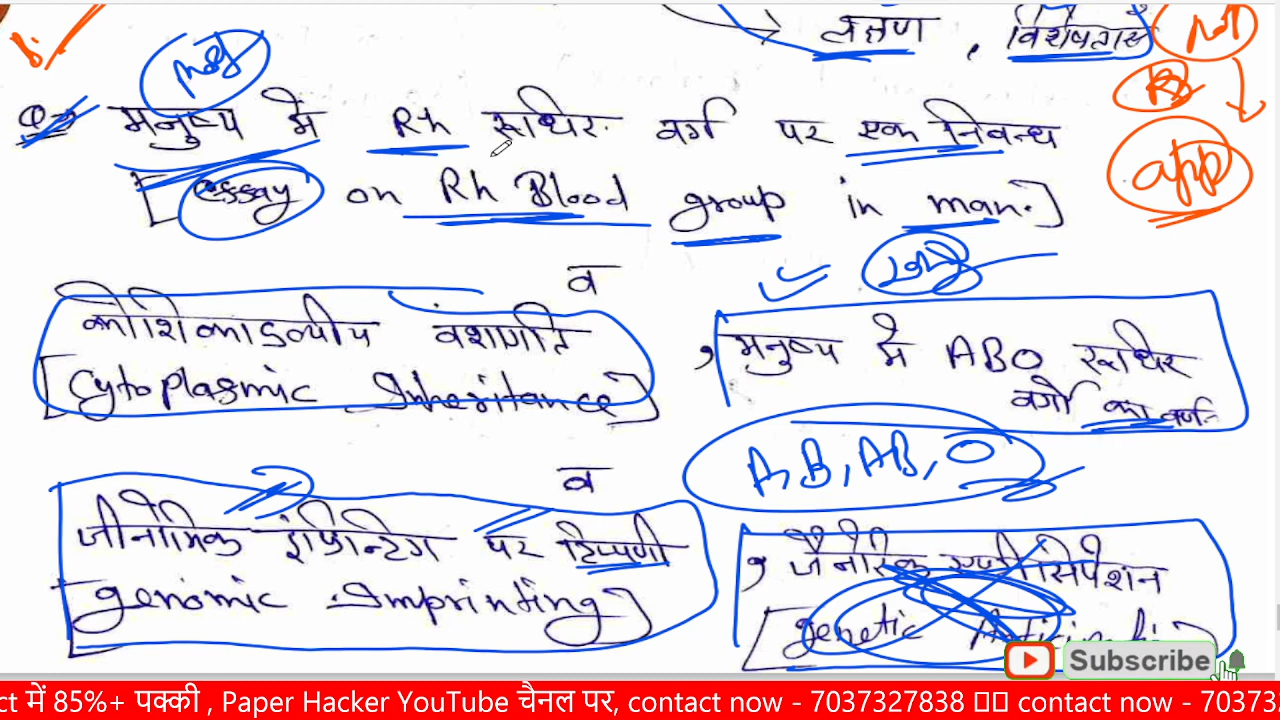 लक्षण , विशेषताऐं
Q→ मनुष्य में Rh रूधिर वर्ग पर एक निबन्ध
app
[essay on Rh Blood group in man.]
व
कोशिकाद्रव्यीय वंशागति
[Cytoplasmic Inheritance]
, मनुष्य में ABO रूधिर
वर्गो का वर्णन
A, B, AB, O
व
जीनोमिक इंप्रिन्टिंग पर टिप्पणी
[genomic Imprinting]
, जैनेटिक एण्टीसिपेशन
[genetic
Subscribe
ct में 85%+ पक्की , Paper Hacker YouTube चैनल पर, contact now - 7037327838 contact now - 70373